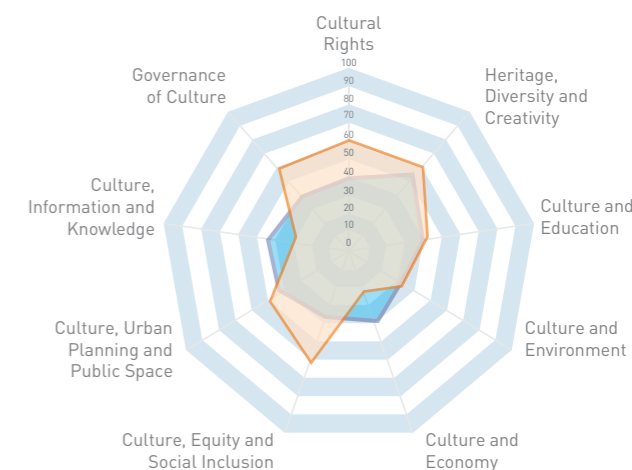 Cultural
Rights
100
90
80
70
60
50
40
30
20
10
0
Heritage,
Diversity and
Creativity
Culture and
Education
Culture and
Environment
Culture and
Economy
Culture, Equity and
Social Inclusion
Culture, Urban
Planning and
Public Space
Culture,
Information and
Knowledge
Governance
of Culture